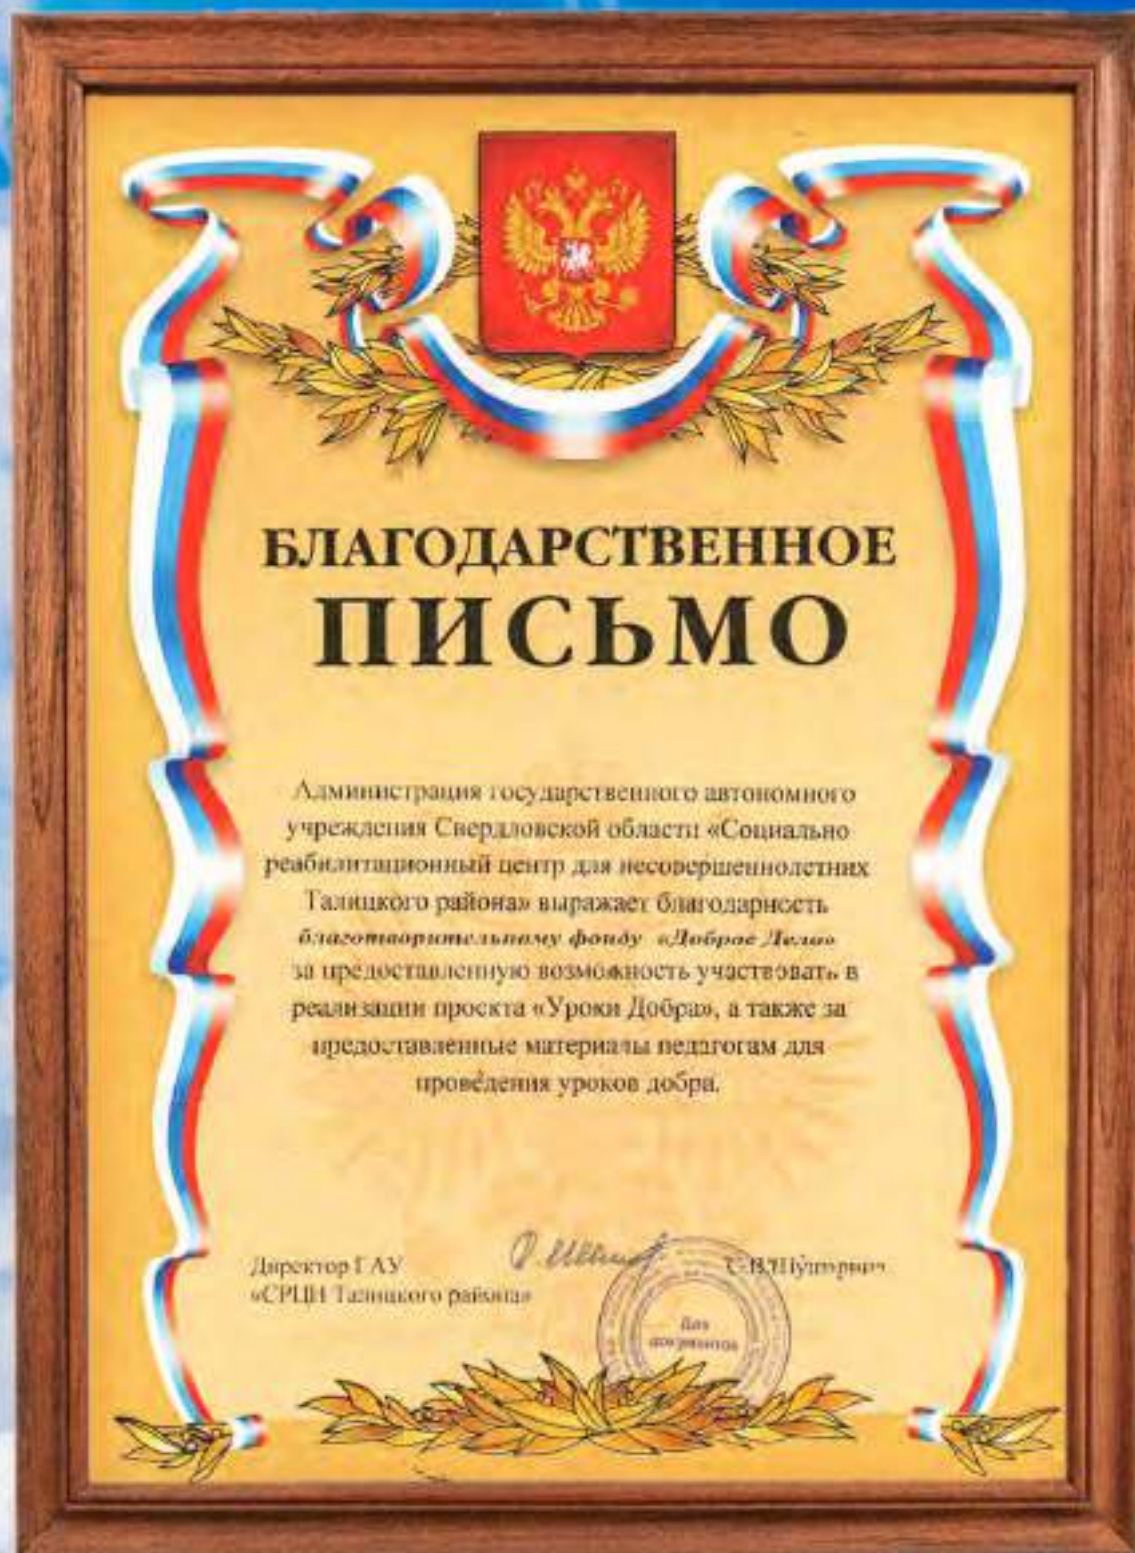 БЛАГОДАРСТВЕННОЕ
ПИСЬМО
Администрация государственного автономного
учреждения Свердловской области «Социально
реабилитационный центр для несовершеннолетних
Талицкого района» выражает благодарность
благотворительному фонду «Доброе Дело»
за предоставленную возможность участвовать в
реализации проекта «Уроки Добра», а также за
предоставленные материалы педагогам для
проведения уроков добра.
Директор ГАУ
«СРЦН Талицкого района»
Для
документов